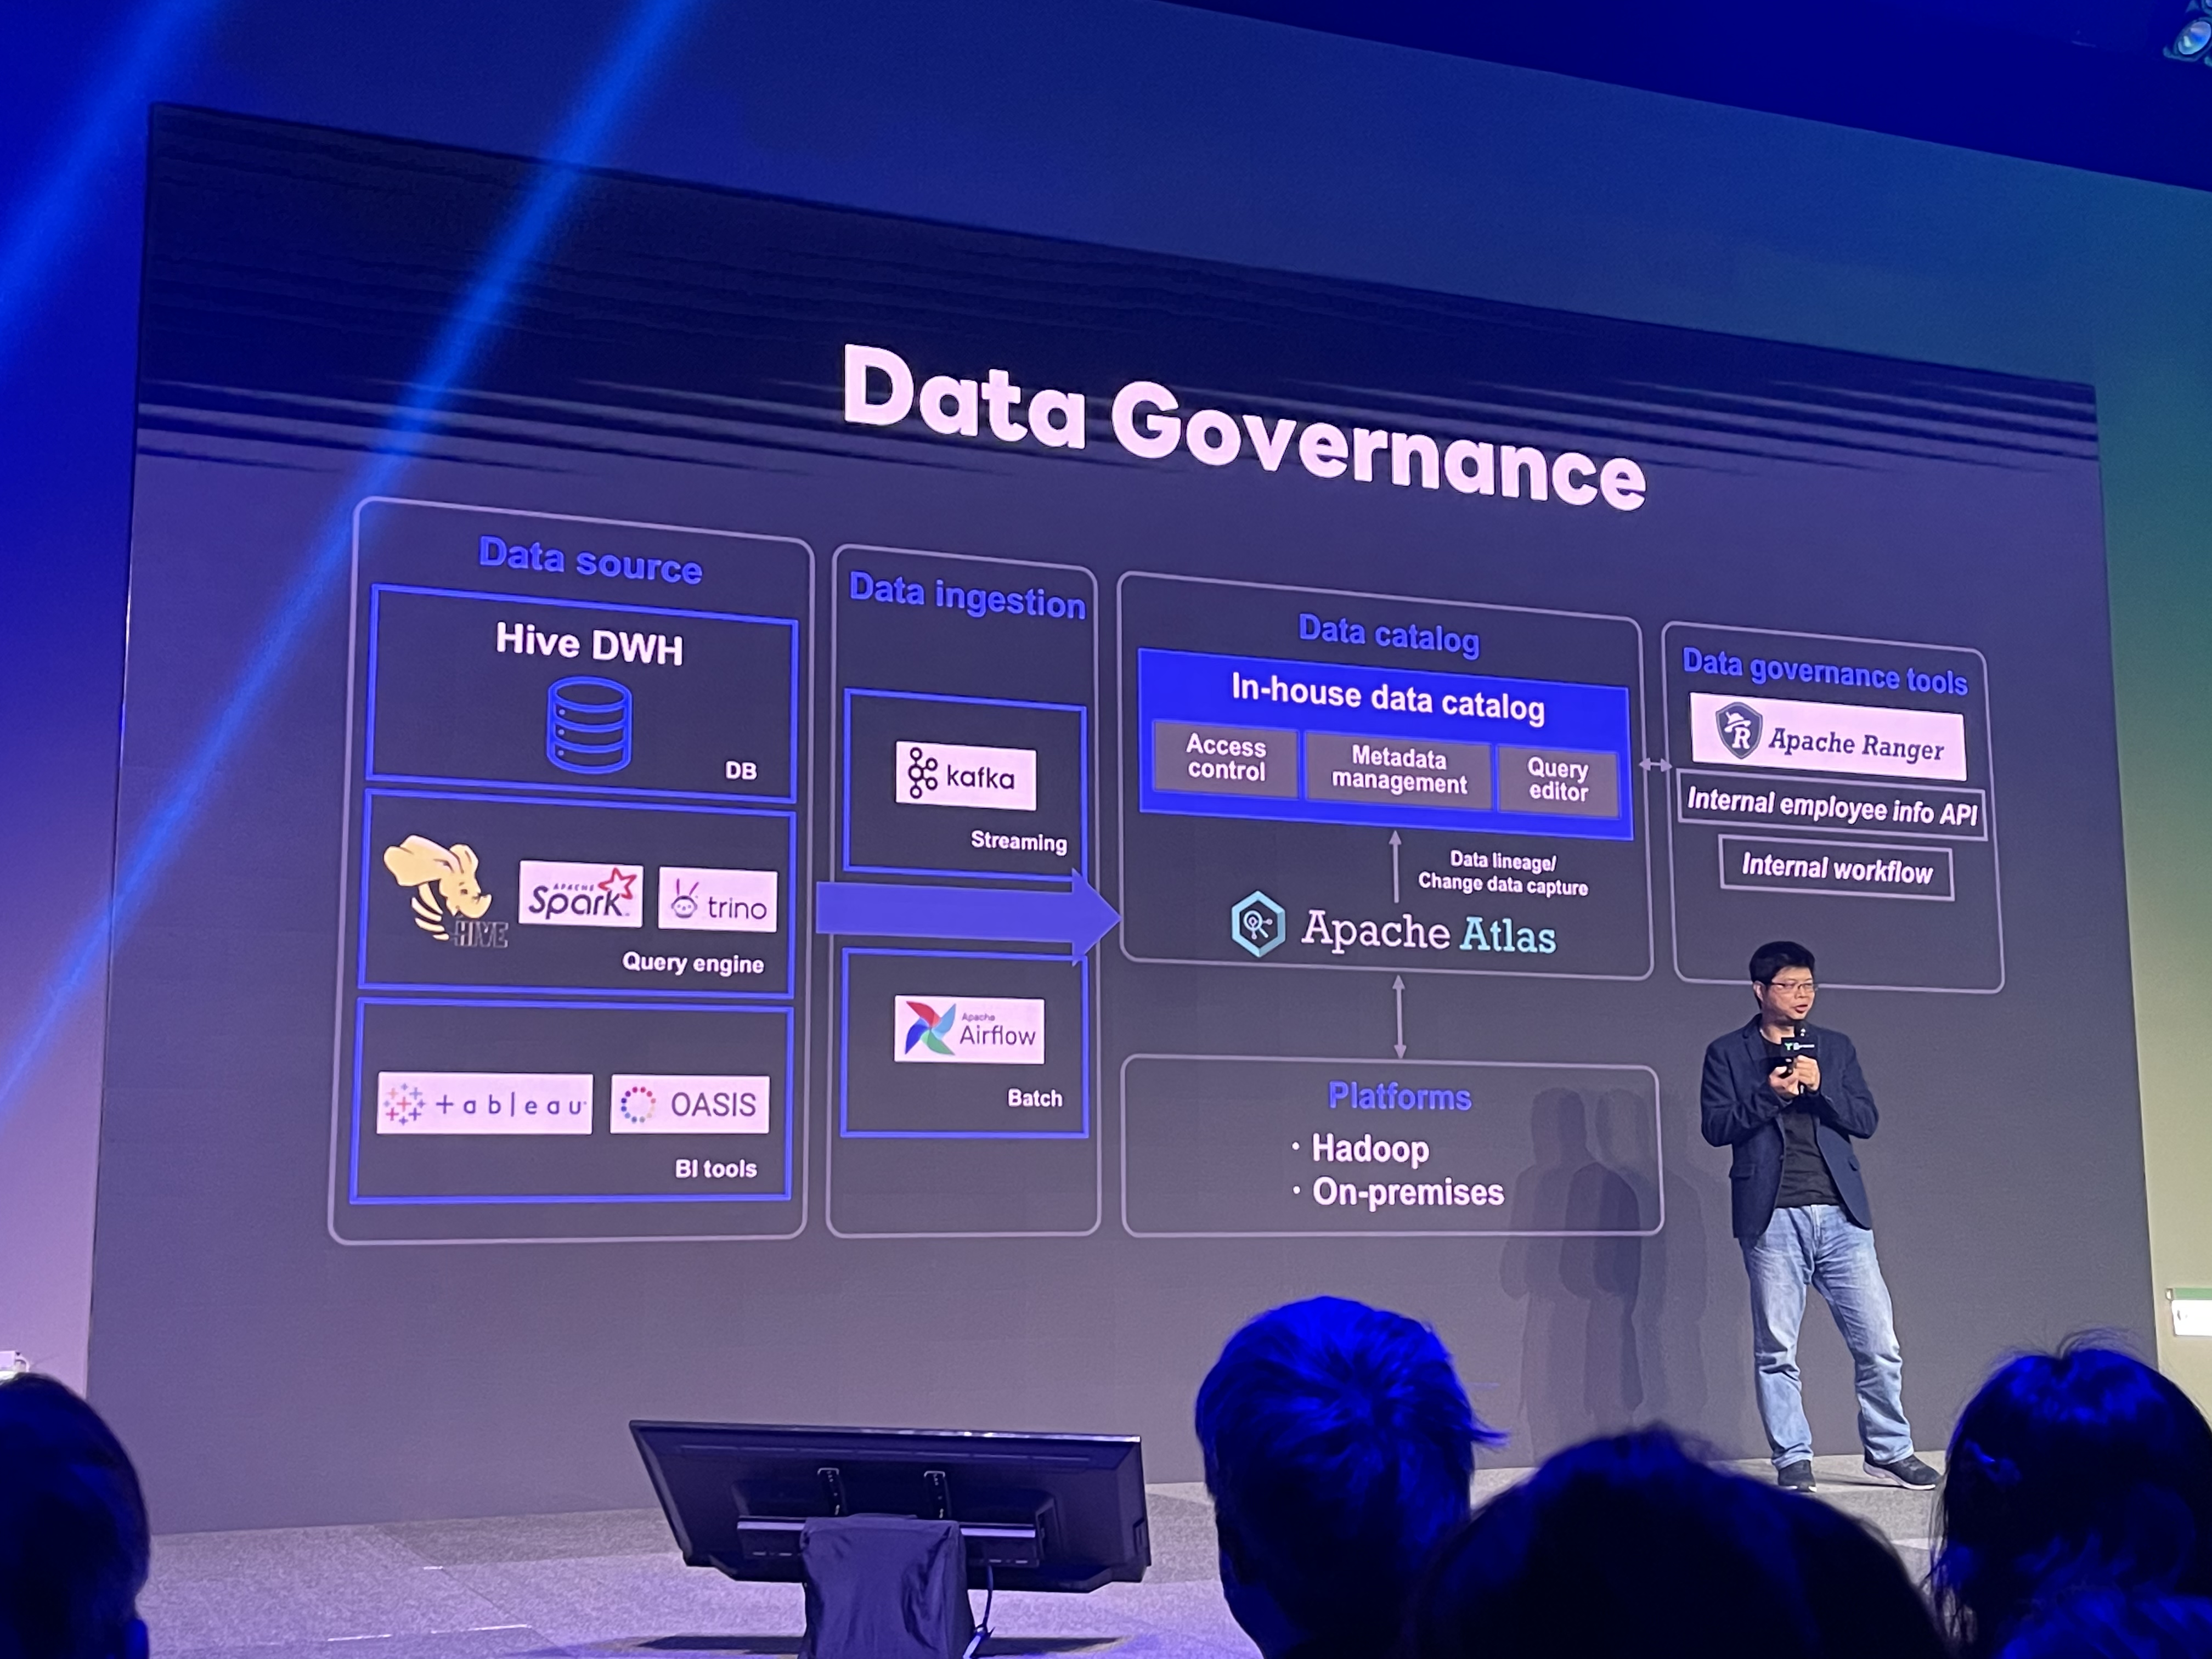 Data Governance
Data source
Hive DWH
DB
HIVE
APACHE
Spark
trino
Query engine
+ableau
OASIS
BI tools
Data ingestion
kafka
Streaming
Apache
Airflow
Batch
Data catalog
In-house data catalog
Access
control
Metadada
management
Query
editor
Data lineage/
Change data capture
Apache Atlas
Platforms
· Hadoop
· On-premises
Data governance tools
R
Apache Ranger
Internal employee info API
Internal workflow